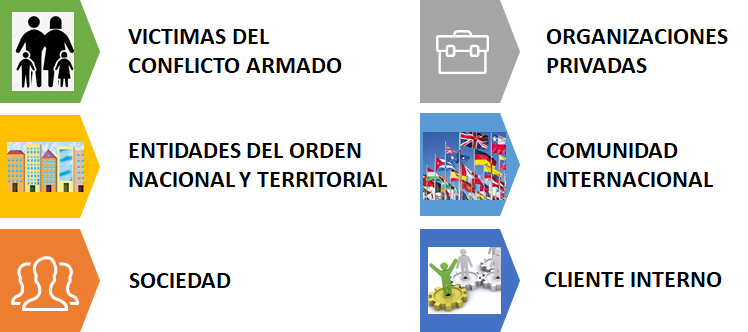 VICTIMAS DEL
CONFLICTO ARMADO
ENTIDADES DEL ORDEN
NACIONAL Y TERRITORIAL
SOCIEDAD
ORGANIZACIONES
PRIVADAS
COMUNIDAD
INTERNACIONAL
CLIENTE INTERNO